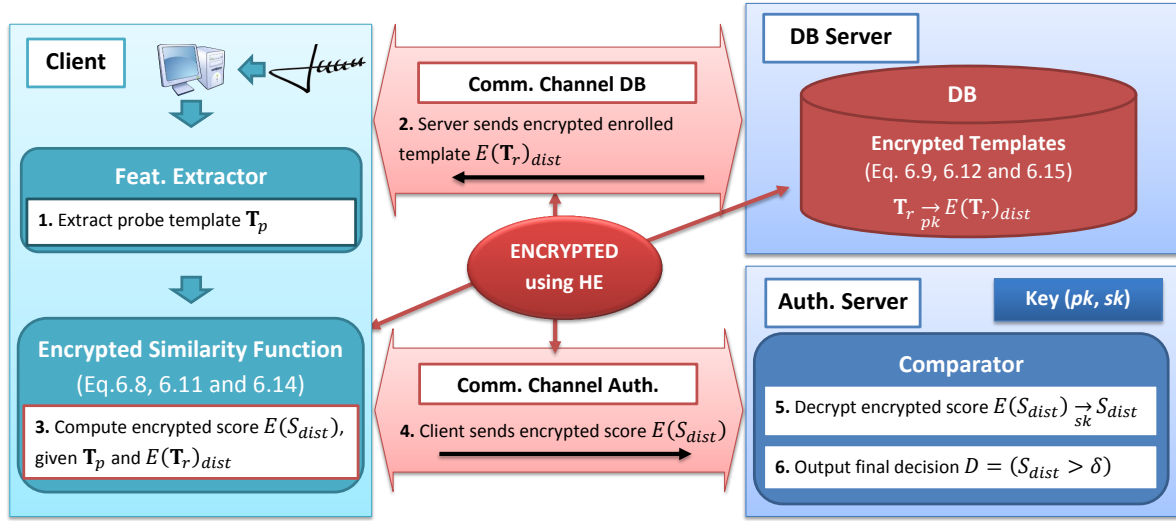 Client
Feat. Extractor
1. Extract probe template T_p
Encrypted Similarity Function
(Eq.6.8, 6.11 and 6.14)
3. Compute encrypted score E(S_dist),
given T_p and E(T_r)_dist
Comm. Channel DB
2. Server sends encrypted enrolled
template E(T_r)_dist
ENCRYPTED
using HE
Comm. Channel Auth.
4. Client sends encrypted score E(S_dist)
DB Server
DB
Encrypted Templates
(Eq. 6.9, 6.12 and 6.15)
T_r → E(T_r)_dist
pk
Auth. Server
Key (pk, sk)
Comparator
5. Decrypt encrypted score E(S_dist) → S_dist
sk
6. Output final decision D = (S_dist > δ)